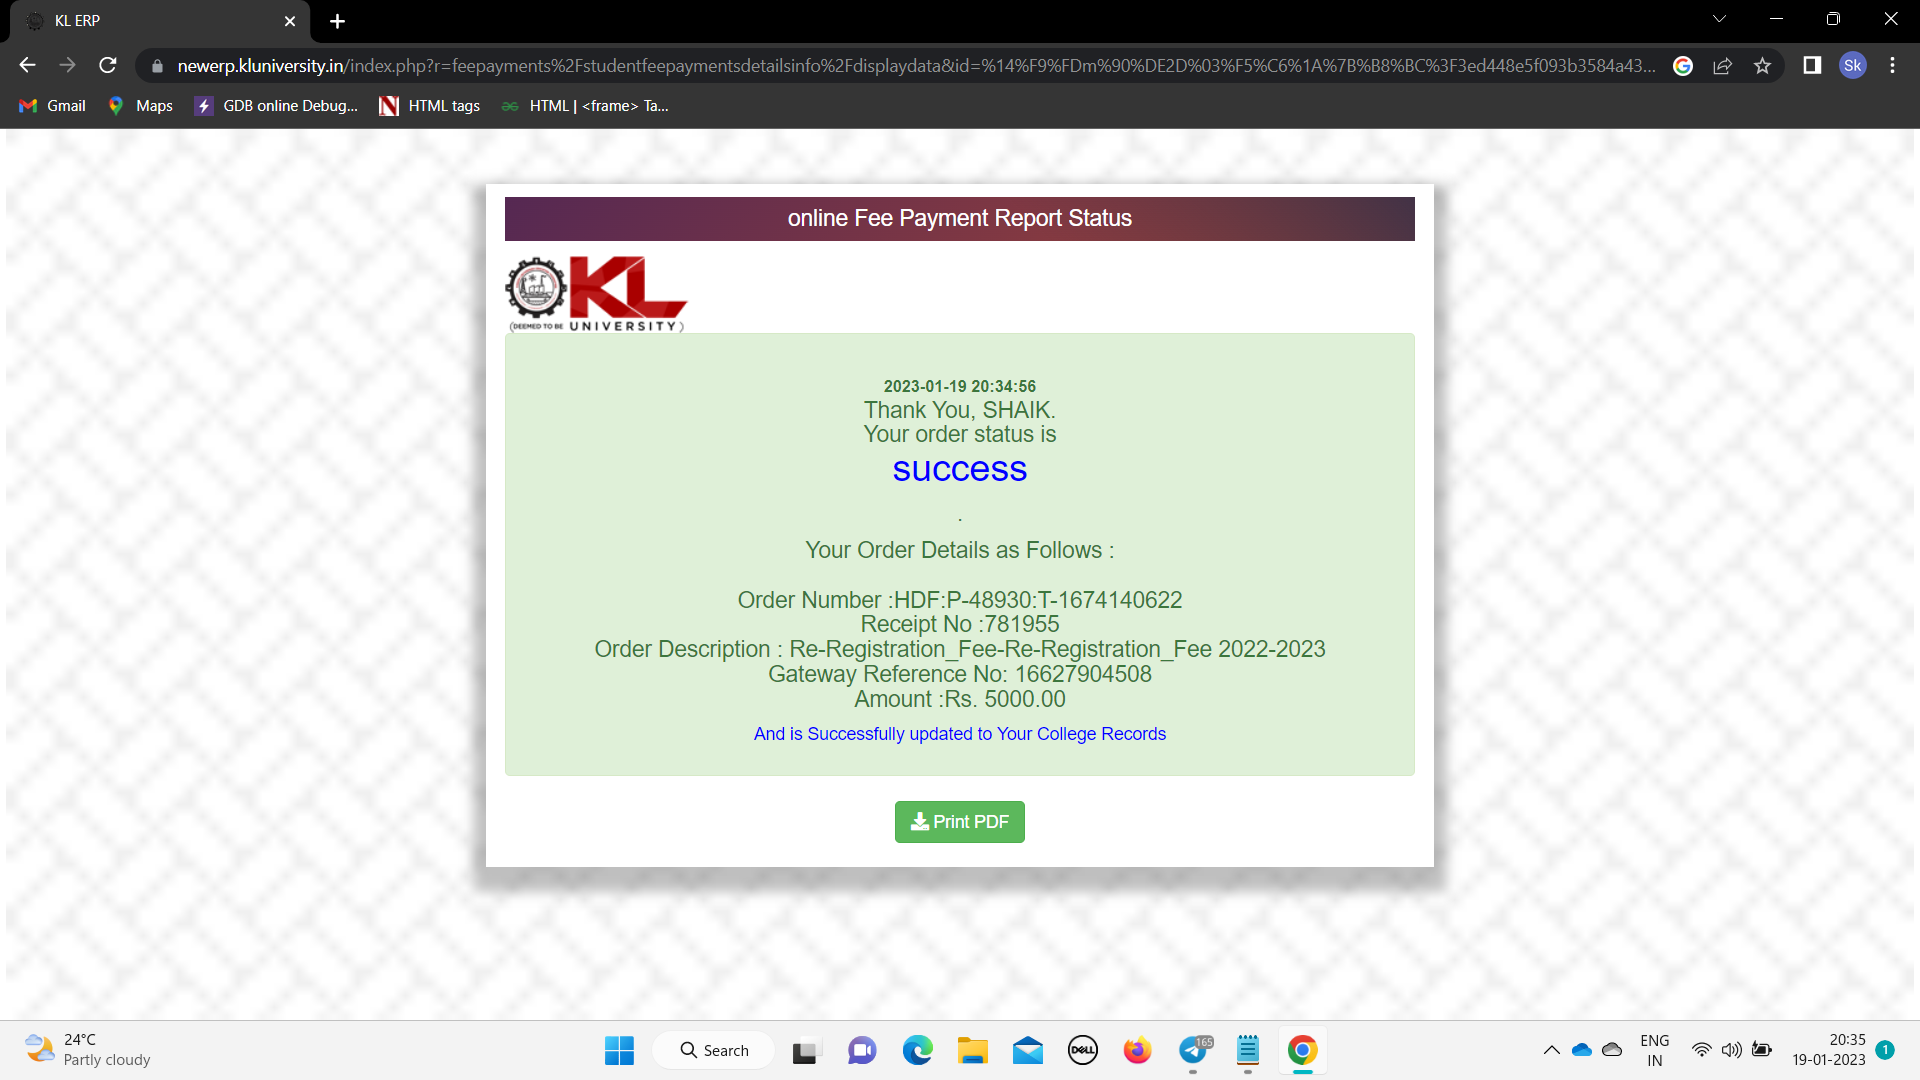 KL ERP
newerp.kluniversity.in/index.php?r=feepayments%2Fstudentfeepaymentsdetailsinfo%2Fdisplaydata&id=%14%F9%FDm%90%DE2D%03%F5%C6%1A%7B%B8%BC%3F3ed448e5f093b3584a43...
Sk
Gmail
Maps
GDB online Debug...
HTML tags
HTML | <frame> Ta...
online Fee Payment Report Status
KL
(DEEMED TO BE UNIVERSITY)
2023-01-19 20:34:56
Thank You, SHAIK.
Your order status is
success
.
Your Order Details as Follows :
Order Number :HDF:P-48930:T-1674140622
Receipt No :781955
Order Description : Re-Registration_Fee-Re-Registration_Fee 2022-2023
Gateway Reference No: 16627904508
Amount :Rs. 5000.00
And is Successfully updated to Your College Records
Print PDF
24°C
Partly cloudy
Search
DELL
165
ENG
IN
20:35
19-01-2023
1